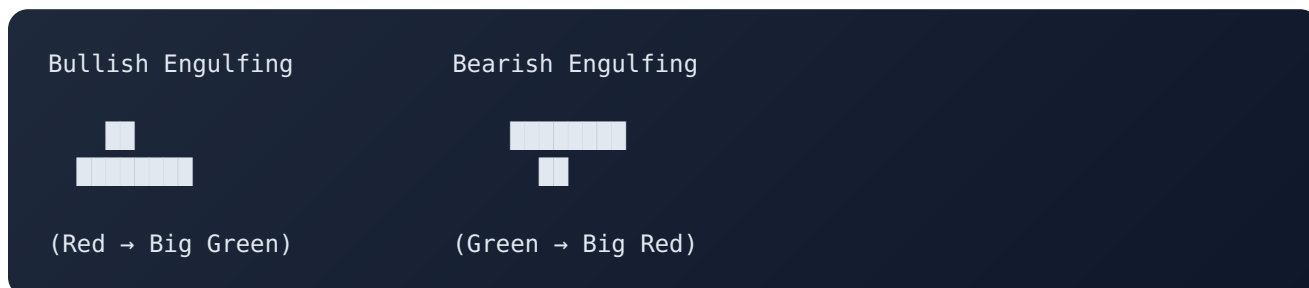 Bullish Engulfing Bearish Engulfing
██ ████████
████████ ██
(Red → Big Green) (Green → Big Red)